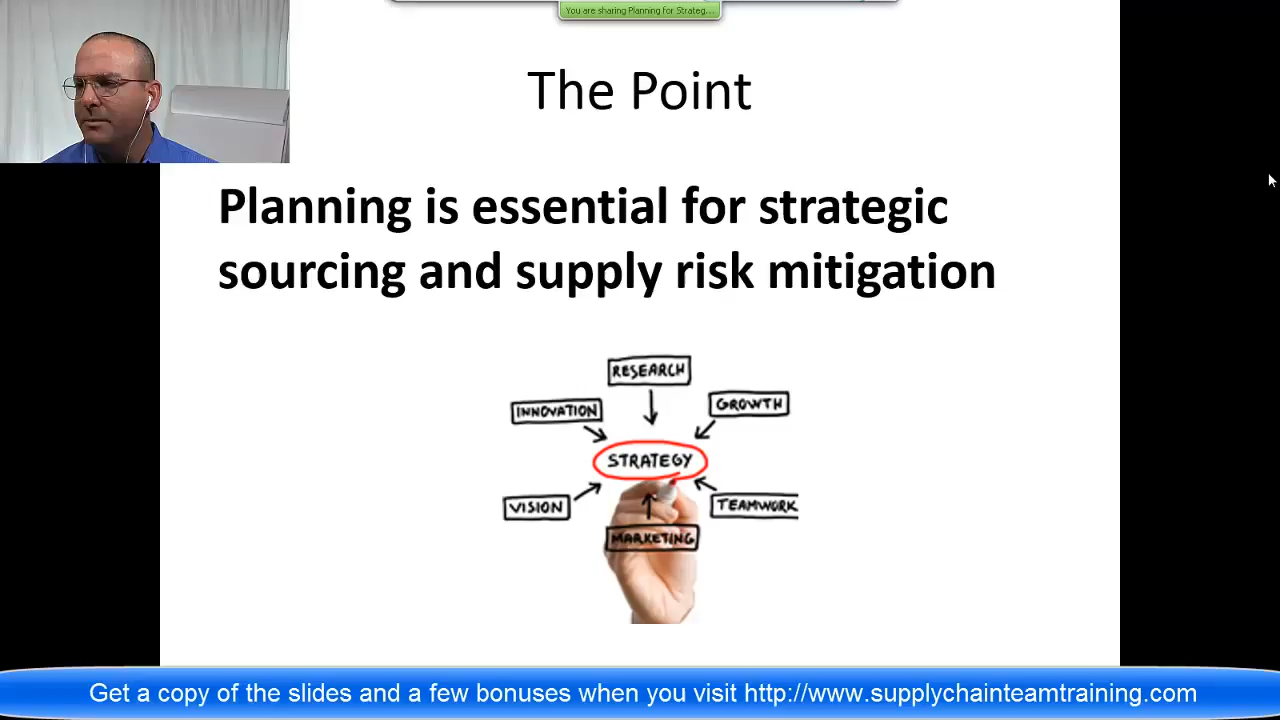 You are sharing Planning for Strateg...
The Point
Planning is essential for strategic
sourcing and supply risk mitigation
RESEARCH
INNOVATION
GROWTH
STRATEGY
VISION
TEAMWORK
MARKETING
Get a copy of the slides and a few bonuses when you visit http://www.supplychainteamtraining.com